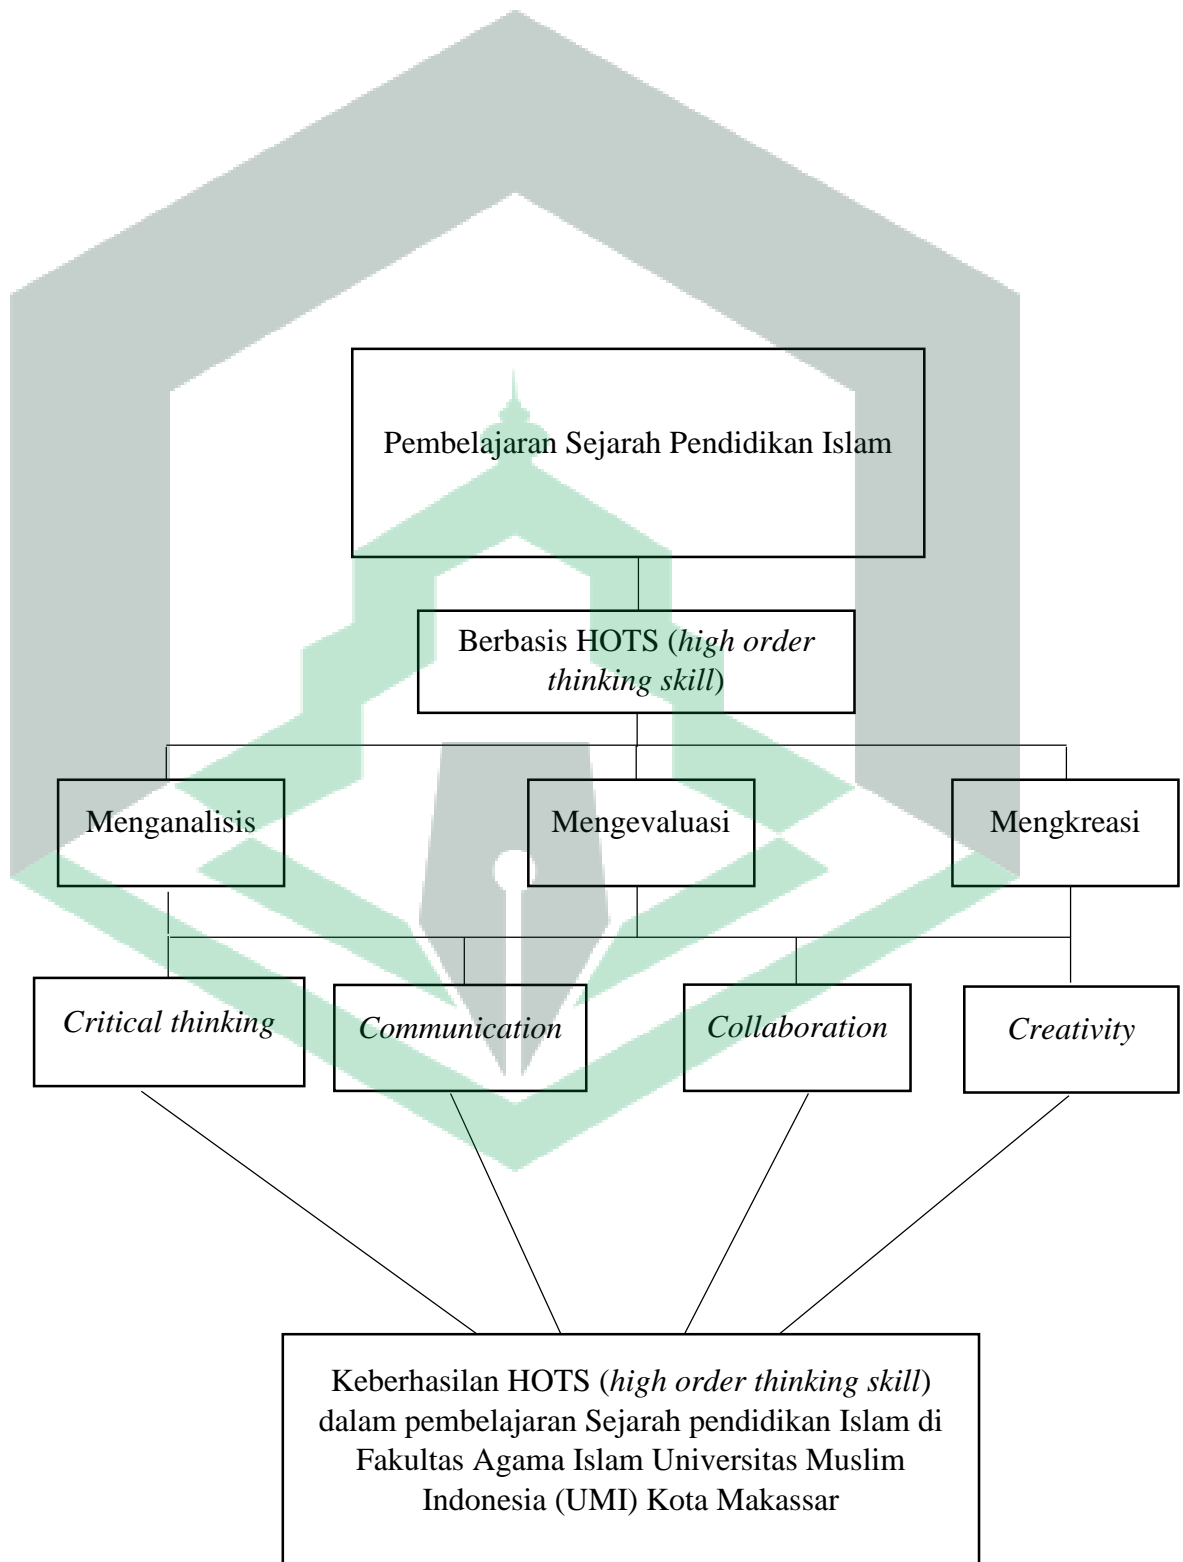 Pembelajaran Sejarah Pendidikan Islam
Berbasis HOTS (high order
thinking skill)
Menganalisis
Mengevaluasi
Mengkreasi
Critical thinking
Communication
Collaboration
Creativity
Keberhasilan HOTS (high order thinking skill)
dalam pembelajaran Sejarah pendidikan Islam di
Fakultas Agama Islam Universitas Muslim
Indonesia (UMI) Kota Makassar